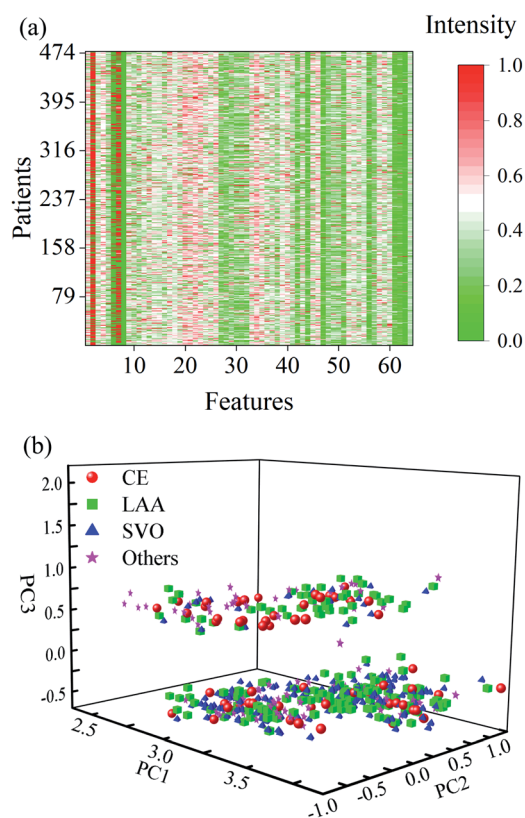 (a)
Intensity
474
395
316
237
158
79
Patients
10 20 30 40 50 60
Features
1.0
0.8
0.6
0.4
0.2
0.0
(b)
CE
LAA
SVO
Others
2.0
1.5
1.0
0.5
0.0
-0.5
PC3
2.5 3.0 3.5
PC1
-1.0 -0.5 0.0 0.5 1.0
PC2